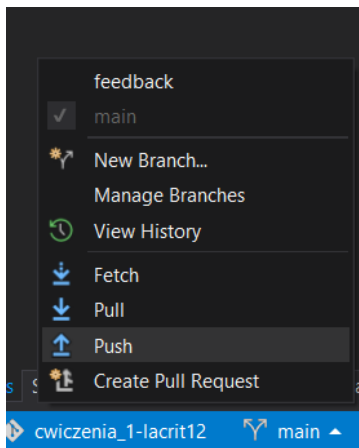 feedback
main
New Branch...
Manage Branches
View History
Fetch
Pull
Push
Create Pull Request
cwiczenia_1-lacrit12 main